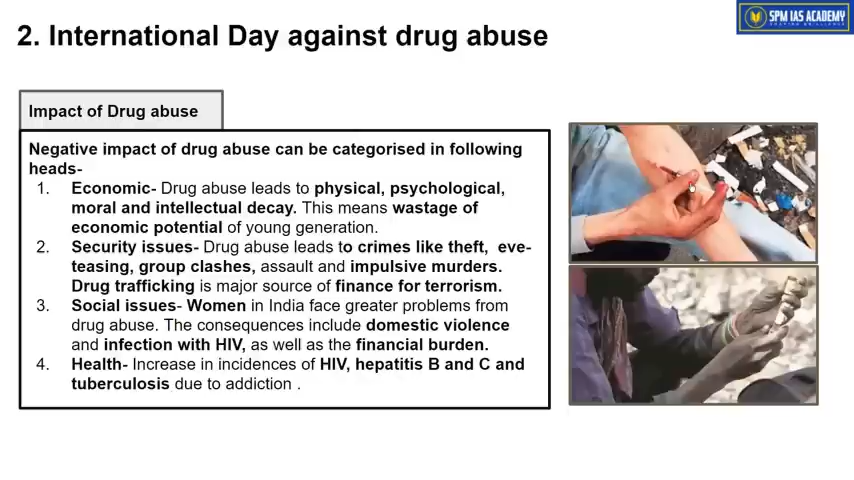 SPM IAS ACADEMY
2. International Day against drug abuse
Impact of Drug abuse
Negative impact of drug abuse can be categorised in following
heads-
1. Economic- Drug abuse leads to physical, psychological,
moral and intellectual decay. This means wastage of
economic potential of young generation.
2. Security issues- Drug abuse leads to crimes like theft, eve-
teasing, group clashes, assault and impulsive murders.
Drug trafficking is major source of finance for terrorism.
3. Social issues- Women in India face greater problems from
drug abuse. The consequences include domestic violence
and infection with HIV, as well as the financial burden.
4. Health- Increase in incidences of HIV, hepatitis B and C and
tuberculosis due to addiction .